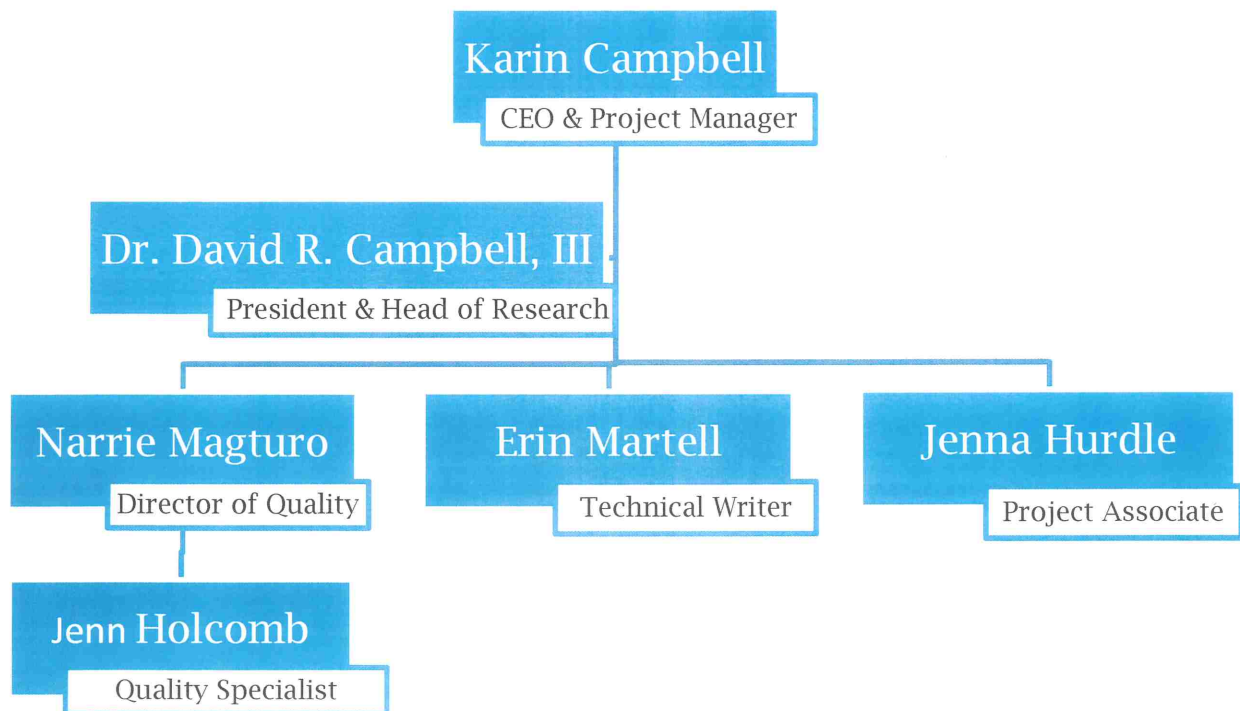 Karin Campbell
CEO & Project Manager
Dr. David R. Campbell, III
President & Head of Research
Narrie Magturo
Director of Quality
Erin Martell
Technical Writer
Jenna Hurdle
Project Associate
Jenn Holcomb
Quality Specialist